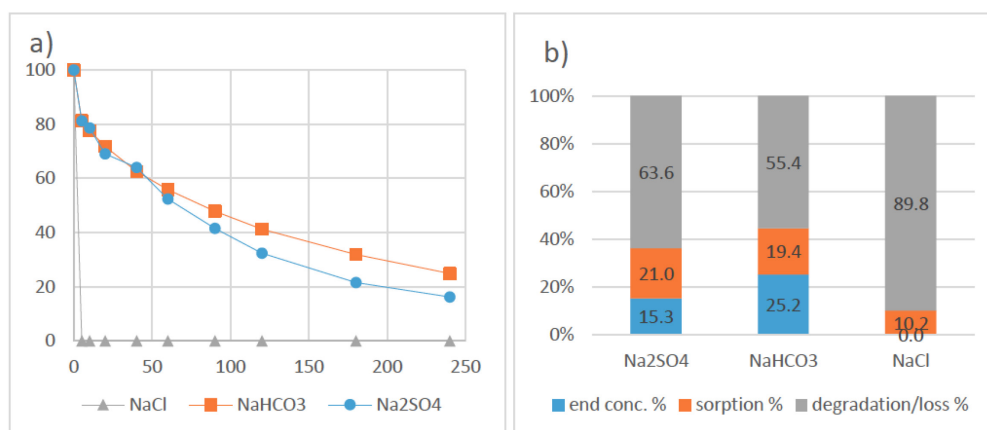 a)
100
80
60
40
20
0
0 50 100 150 200 250
NaCl NaHCO3 Na2SO4
b)
100%
80%
60%
40%
20%
0%
63.6 55.4 89.8
21.0 19.4 10.2
15.3 25.2 0.0
Na2SO4 NaHCO3 NaCl
end conc. % sorption % degradation/loss %